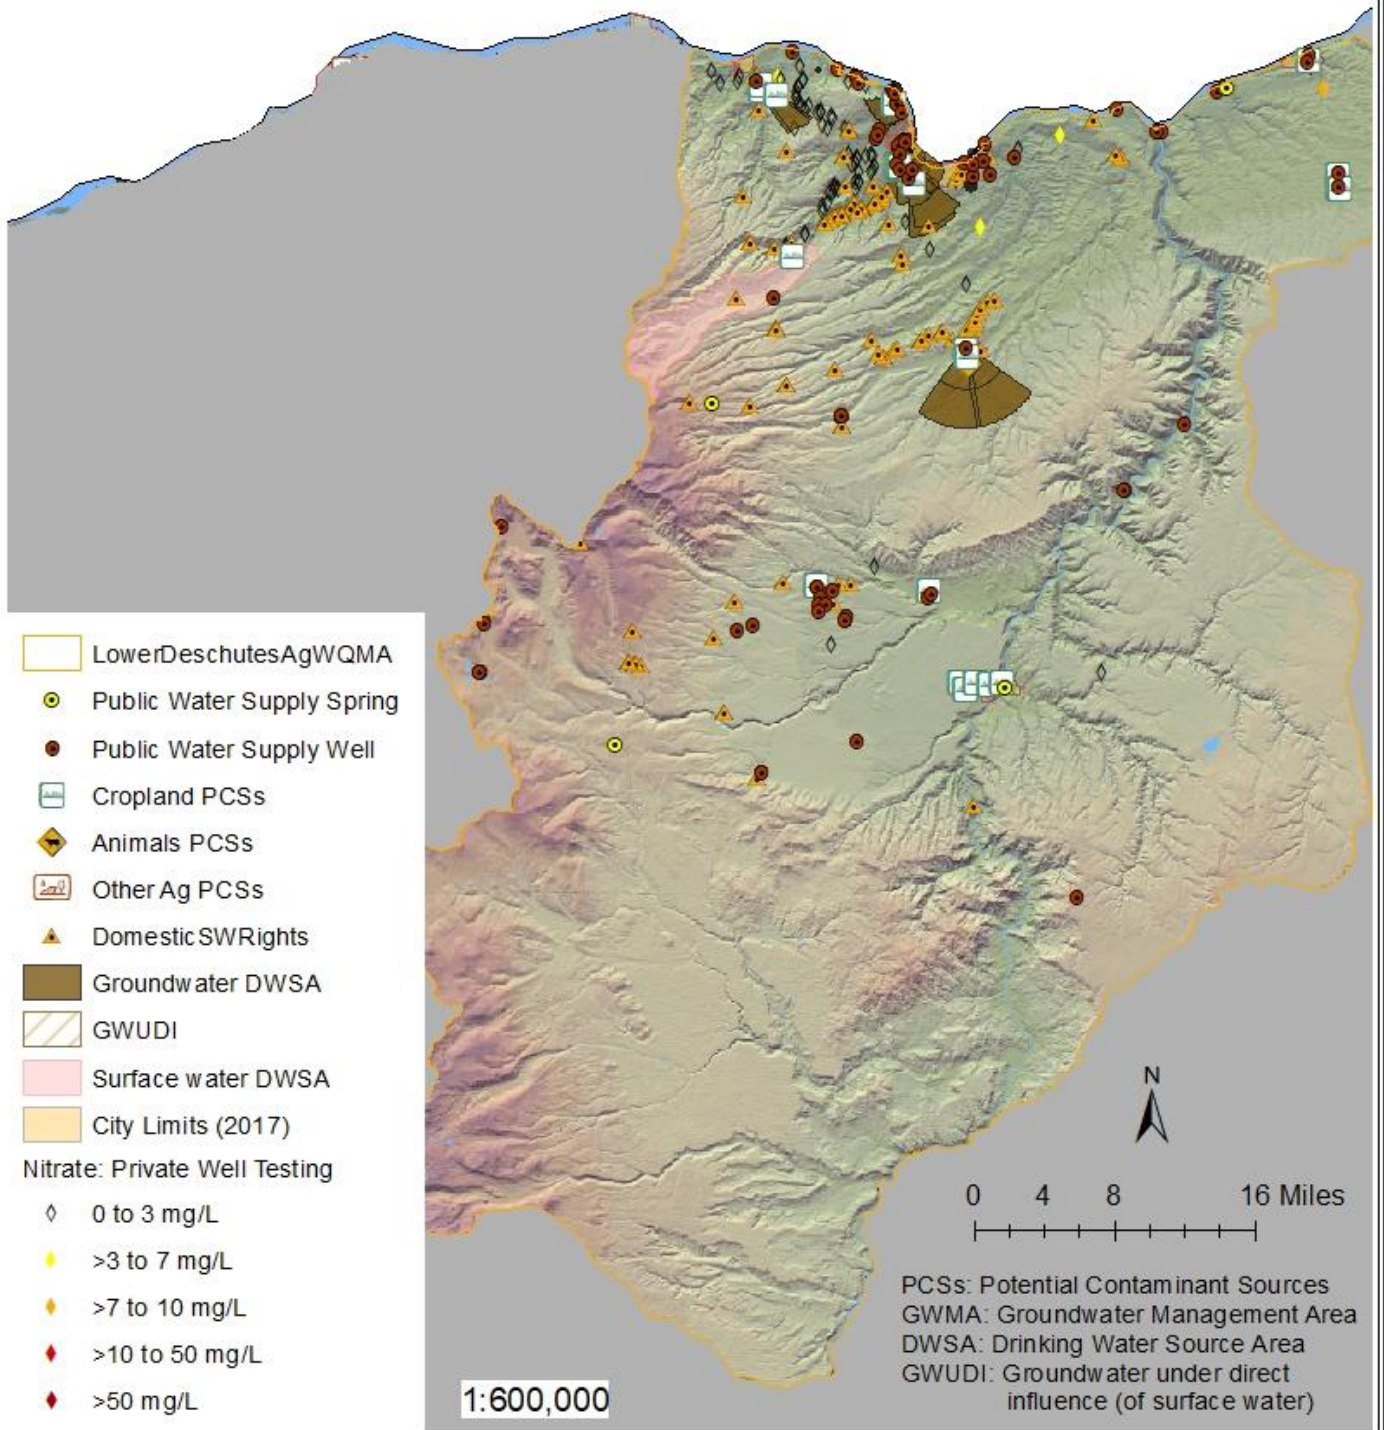 LowerDeschutesAgWQMA
Public Water Supply Spring
Public Water Supply Well
Cropland PCSs
Animals PCSs
Other Ag PCSs
DomesticSWRights
Groundwater DWSA
GWUDI
Surface water DWSA
City Limits (2017)
Nitrate: Private Well Testing
0 to 3 mg/L
>3 to 7 mg/L
>7 to 10 mg/L
>10 to 50 mg/L
>50 mg/L
1:600,000
N
0 4 8 16 Miles
PCSs: Potential Contaminant Sources
GWMA: Groundwater Management Area
DWSA: Drinking Water Source Area
GWUDI: Groundwater under direct
influence (of surface water)